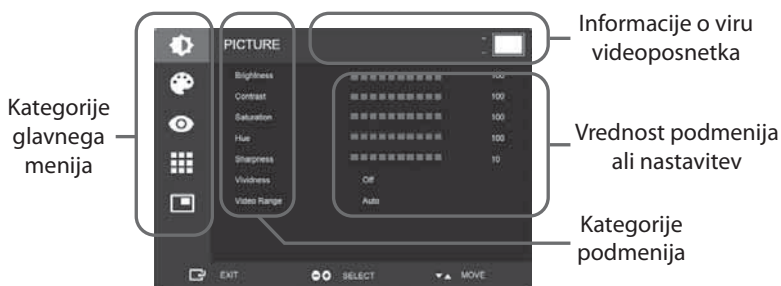 Informacije o viru
videoposnetka
Kategorije
glavnega
menija
PICTURE
Brightness 100
Contrast 100
Saturation 100
Hue 100
Sharpness 10
Vividness Off
Video Range Auto
Vrednost podmenija
ali nastavitev
Kategorije
podmenija
EXIT SELECT MOVE